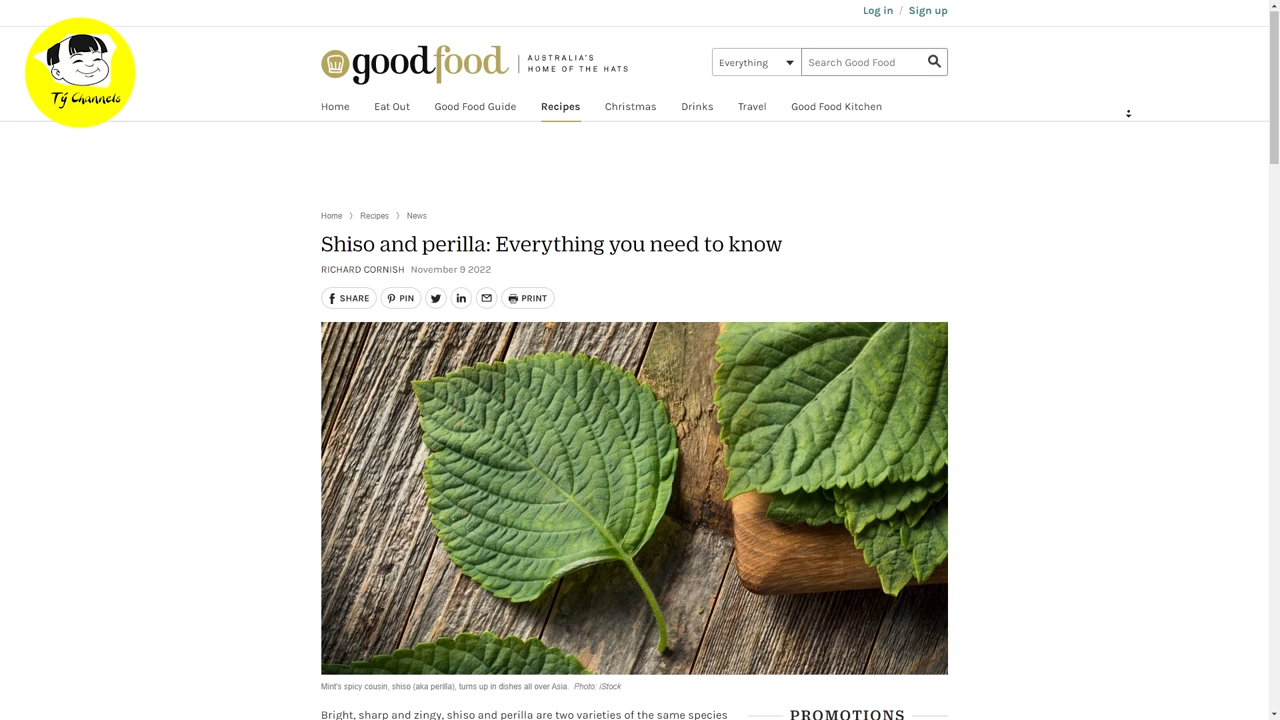 Log in / Sign up
Tý Channels
goodfood
AUSTRALIA'S
HOME OF THE HATS
Everything
Search Good Food
Home Eat Out Good Food Guide Recipes Christmas Drinks Travel Good Food Kitchen
Home 〉 Recipes 〉 News
Shiso and perilla: Everything you need to know
RICHARD CORNISH November 9 2022
SHARE PIN PRINT
Mint's spicy cousin, shiso (aka perilla), turns up in dishes all over Asia. Photo: iStock
Bright, sharp and zingy, shiso and perilla are two varieties of the same species
PROMOTIONS